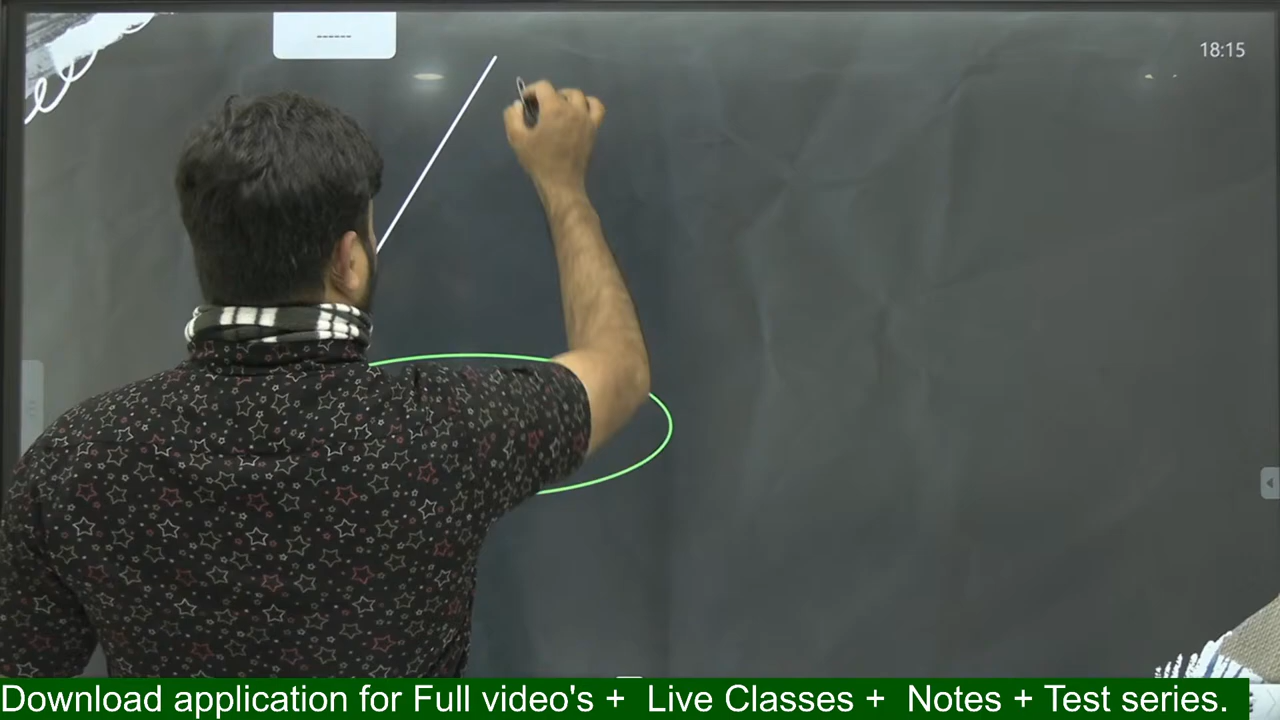 ------
18:15
Download application for Full video's + Live Classes + Notes + Test series.